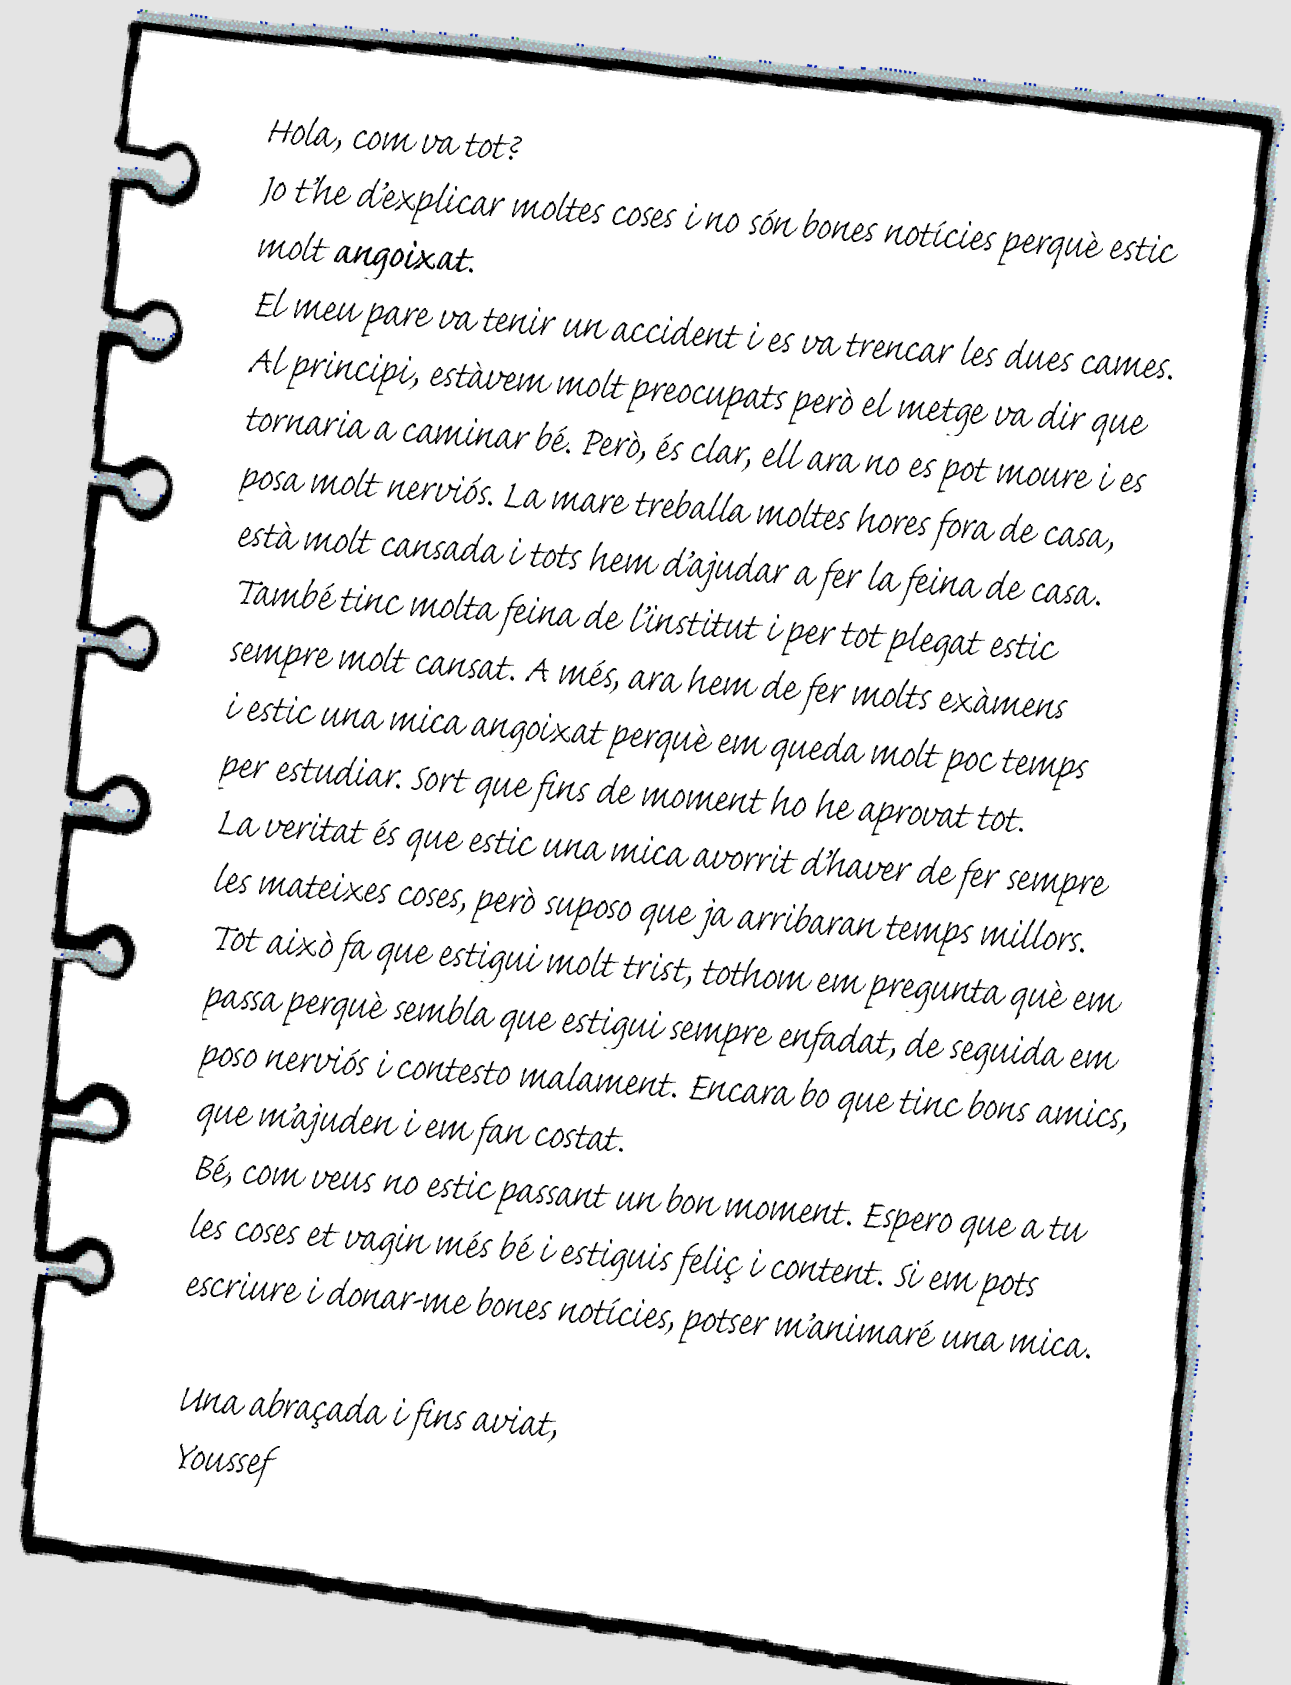 Hola, com va tot?
Jo t'he d'explicar moltes coses i no són bones notícies perquè estic
molt angoixat.
El meu pare va tenir un accident i es va trencar les dues cames.
Al principi, estàvem molt preocupats però el metge va dir que
tornaria a caminar bé. Però, és clar, ell ara no es pot moure i es
posa molt nerviós. La mare treballa moltes hores fora de casa,
està molt cansada i tots hem d'ajudar a fer la feina de casa.
També tinc molta feina de l'institut i per tot plegat estic
sempre molt cansat. A més, ara hem de fer molts exàmens
i estic una mica angoixat perquè em queda molt poc temps
per estudiar. Sort que fins de moment ho he aprovat tot.
La veritat és que estic una mica avorrit d'haver de fer sempre
les mateixes coses, però suposo que ja arribaran temps millors.
Tot això fa que estigui molt trist, tothom em pregunta què em
passa perquè sembla que estigui sempre enfadat, de seguida em
poso nerviós i contesto malament. Encara bo que tinc bons amics,
que m'ajuden i em fan costat.
Bé, com veus no estic passant un bon moment. Espero que a tu
les coses et vagin més bé i estiguis feliç i content. Si em pots
escriure i donar-me bones notícies, potser m'animaré una mica.
Una abraçada i fins aviat,
Youssef